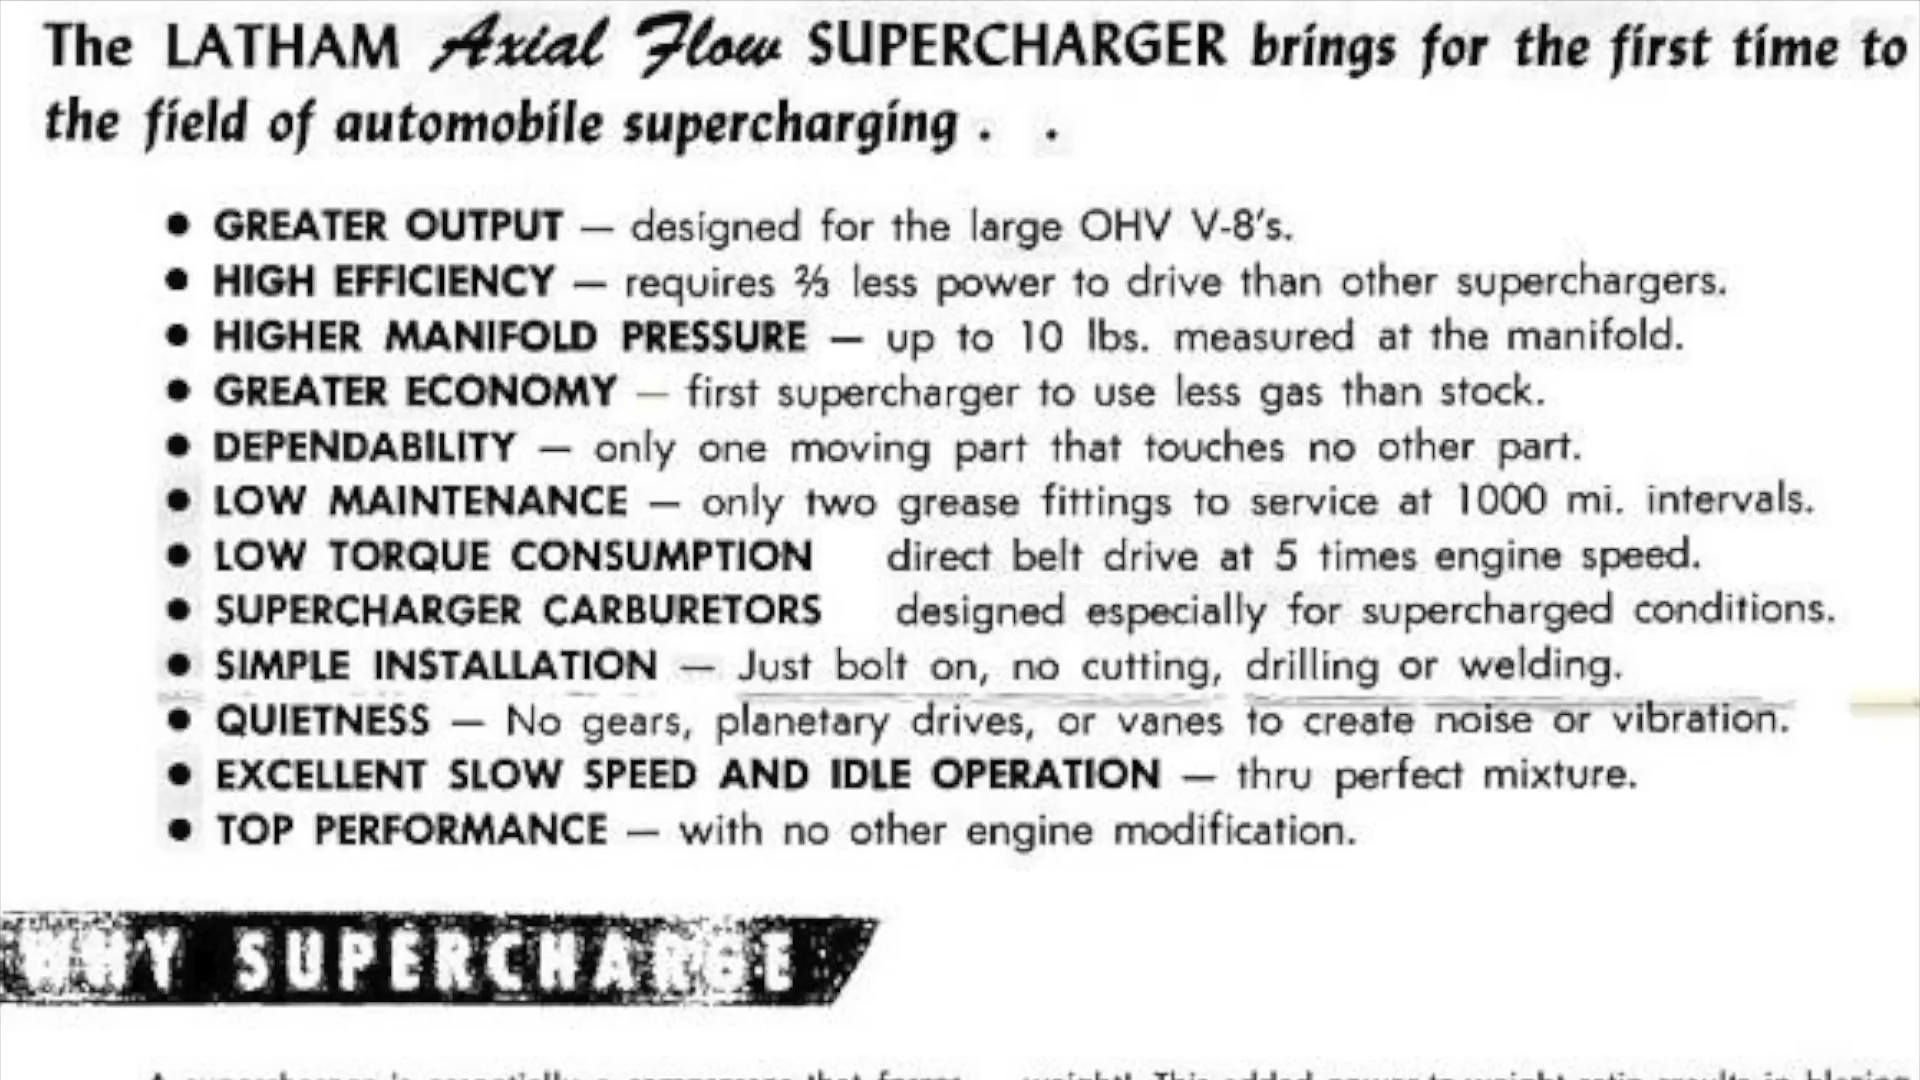 The LATHAM Axial Flow SUPERCHARGER brings for the first time to
the field of automobile supercharging . .
● GREATER OUTPUT — designed for the large OHV V-8's.
● HIGH EFFICIENCY — requires ⅔ less power to drive than other superchargers.
● HIGHER MANIFOLD PRESSURE — up to 10 lbs. measured at the manifold.
● GREATER ECONOMY — first supercharger to use less gas than stock.
● DEPENDABILITY — only one moving part that touches no other part.
● LOW MAINTENANCE — only two grease fittings to service at 1000 mi. intervals.
● LOW TORQUE CONSUMPTION direct belt drive at 5 times engine speed.
● SUPERCHARGER CARBURETORS designed especially for supercharged conditions.
● SIMPLE INSTALLATION — Just bolt on, no cutting, drilling or welding.
● QUIETNESS — No gears, planetary drives, or vanes to create noise or vibration.
● EXCELLENT SLOW SPEED AND IDLE OPERATION — thru perfect mixture.
● TOP PERFORMANCE — with no other engine modification.
WHY SUPERCHARGE